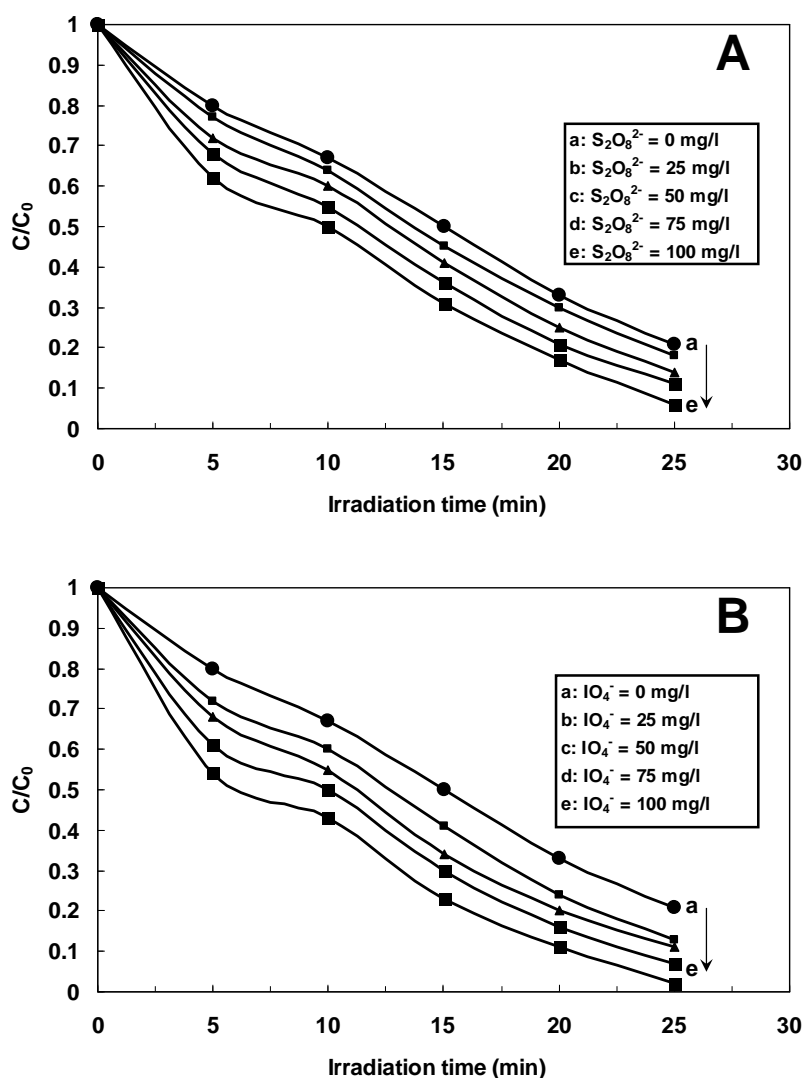 A
1
0.9
0.8
0.7
0.6
0.5
0.4
0.3
0.2
0.1
0
C/C₀
a: S₂O₈²⁻ = 0 mg/l
b: S₂O₈²⁻ = 25 mg/l
c: S₂O₈²⁻ = 50 mg/l
d: S₂O₈²⁻ = 75 mg/l
e: S₂O₈²⁻ = 100 mg/l
a
e
0 5 10 15 20 25 30
Irradiation time (min)
B
1
0.9
0.8
0.7
0.6
0.5
0.4
0.3
0.2
0.1
0
C/C₀
a: IO₄⁻ = 0 mg/l
b: IO₄⁻ = 25 mg/l
c: IO₄⁻ = 50 mg/l
d: IO₄⁻ = 75 mg/l
e: IO₄⁻ = 100 mg/l
a
e
0 5 10 15 20 25 30
Irradiation time (min)